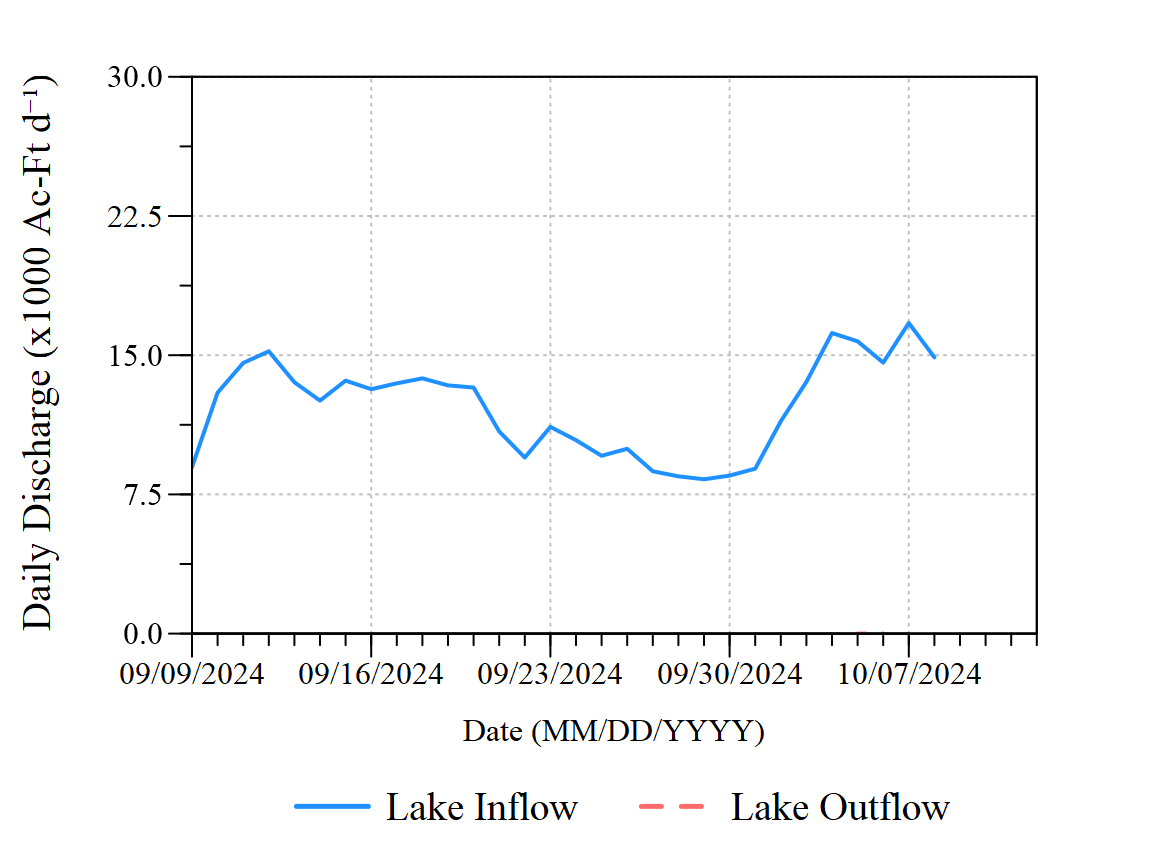 Daily Discharge (x1000 Ac-Ft d⁻¹)
30.0
22.5
15.0
7.5
0.0
09/09/2024 09/16/2024 09/23/2024 09/30/2024 10/07/2024
Date (MM/DD/YYYY)
Lake Inflow Lake Outflow